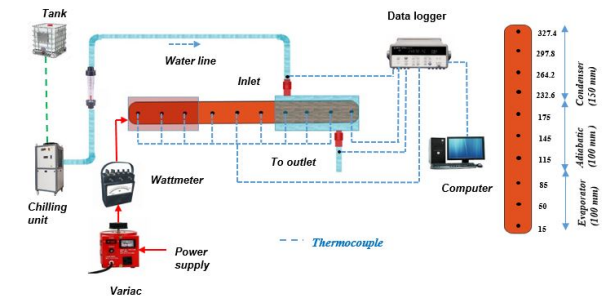 Tank
Data logger
Water line
Inlet
To outlet
Wattmeter
Chilling
unit
Computer
Thermocouple
Power
supply
Variac
327.4
297.8
264.2
232.6
175
145
115
85
50
15
Condenser
(150 mm)
Adiabatic
(100 mm)
Evaporator
(100 mm)